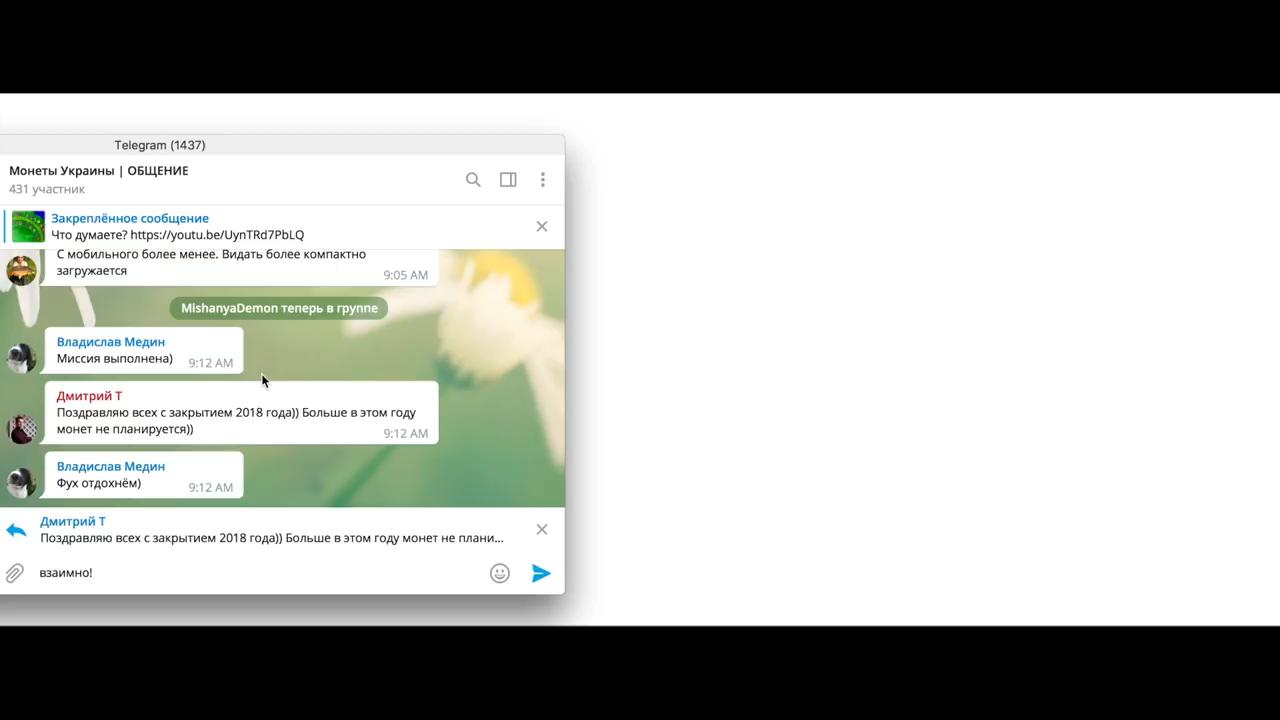 Telegram (1437)
Монеты Украины | ОБЩЕНИЕ
431 участник
Закреплённое сообщение
Что думаете? https://youtu.be/UynTRd7PbLQ
С мобильного более менее. Видать более компактно
загружается
9:05 AM
MishanyaDemon теперь в группе
Владислав Медин
Миссия выполнена)
9:12 AM
Дмитрий Т
Поздравляю всех с закрытием 2018 года)) Больше в этом году
монет не планируется))
9:12 AM
Владислав Медин
Фух отдохнём)
9:12 AM
Дмитрий Т
Поздравляю всех с закрытием 2018 года)) Больше в этом году монет не плани...
взаимно!